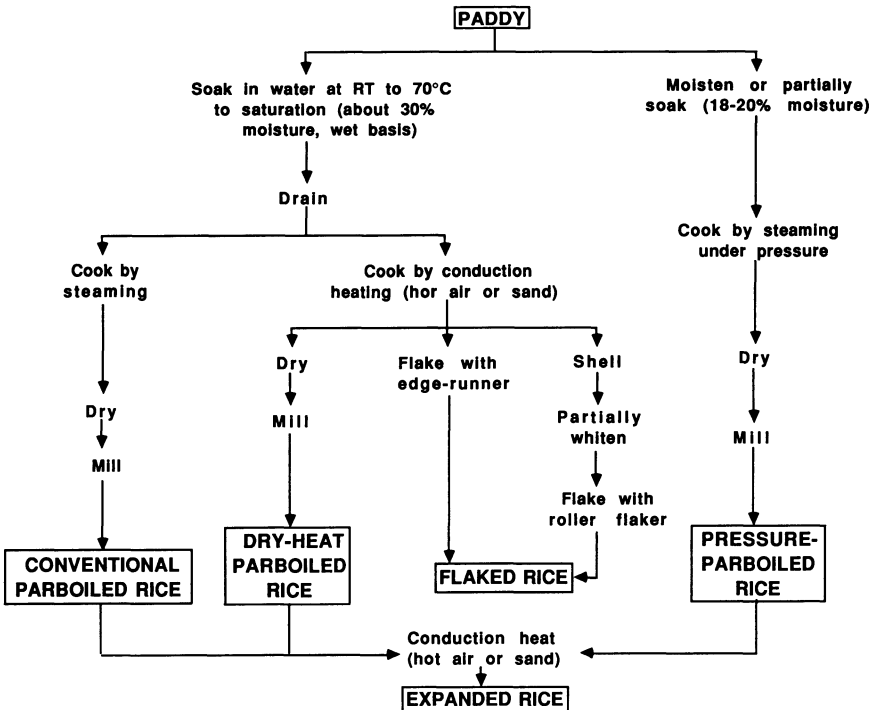 PADDY
Soak in water at RT to 70°C
to saturation (about 30%
moisture, wet basis)
Moisten or partially
soak (18-20% moisture)
Drain
Cook by
steaming
Cook by conduction
heating (hor air or sand)
Cook by steaming
under pressure
Dry
Mill
Dry
Mill
Flake with
edge-runner
Shell
Partially
whiten
Flake with
roller flaker
Dry
Mill
CONVENTIONAL
PARBOILED RICE
DRY-HEAT
PARBOILED
RICE
FLAKED RICE
PRESSURE-
PARBOILED
RICE
Conduction heat
(hot air or sand)
EXPANDED RICE